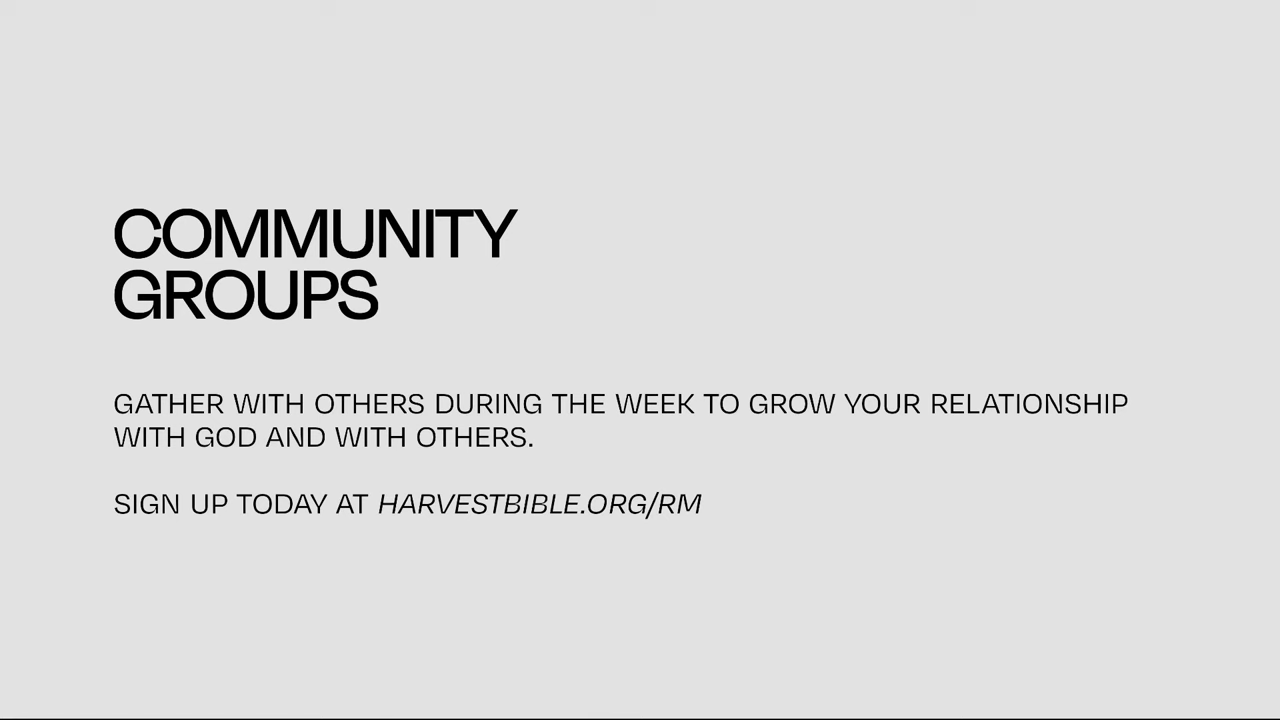 COMMUNITY
GROUPS
GATHER WITH OTHERS DURING THE WEEK TO GROW YOUR RELATIONSHIP
WITH GOD AND WITH OTHERS.
SIGN UP TODAY AT HARVESTBIBLE.ORG/RM